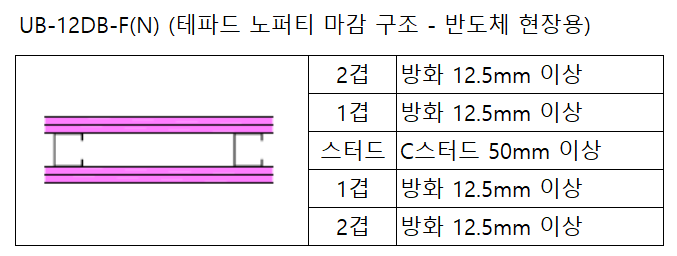 UB-12DB-F(N) (테파드 노퍼티 마감 구조 - 반도체 현장용)
2겹 방화 12.5mm 이상
1겹 방화 12.5mm 이상
스터드 C스터드 50mm 이상
1겹 방화 12.5mm 이상
2겹 방화 12.5mm 이상